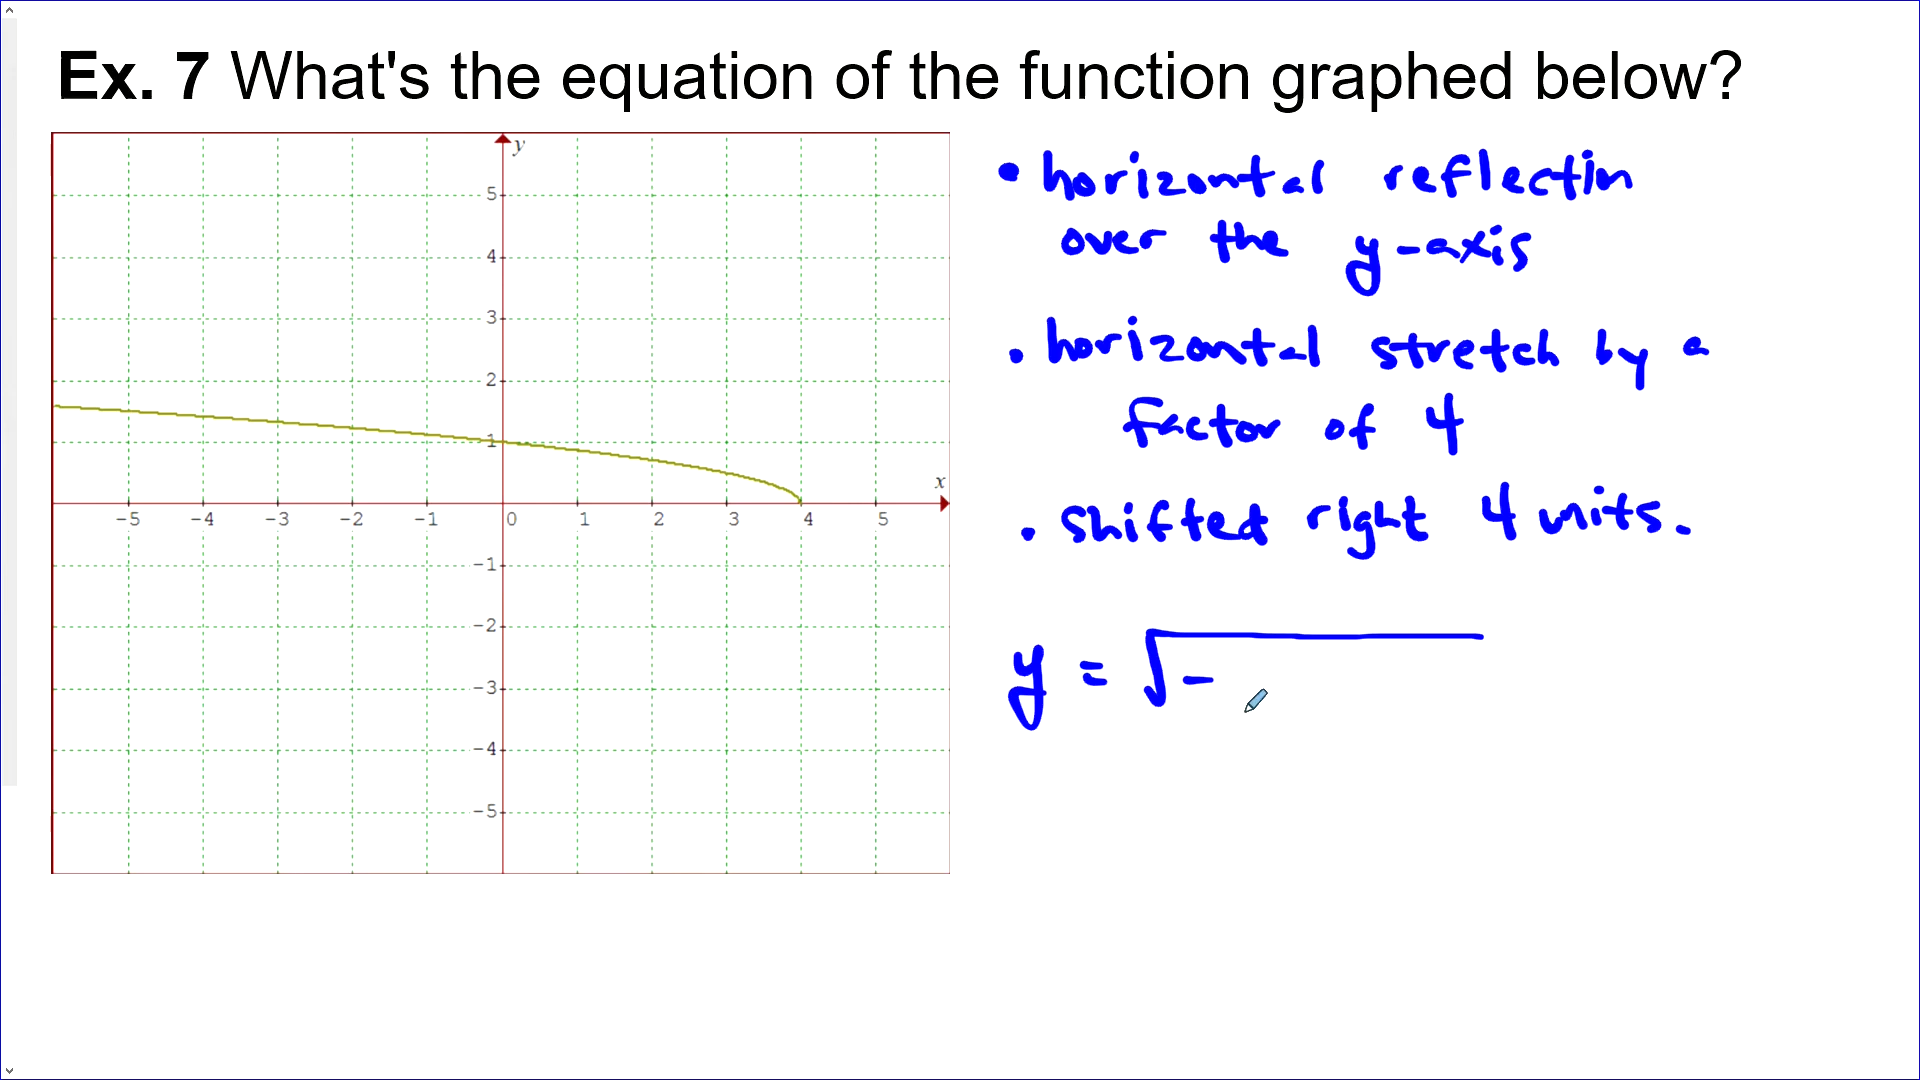 Ex. 7 What's the equation of the function graphed below?
y
5
4
3
2
1
x
-5 -4 -3 -2 -1 0 1 2 3 4 5
-1
-2
-3
-4
-5
• horizontal reflectin
over the y-axis
• horizontal stretch by a
factor of 4
• shifted right 4 units.
y = √-